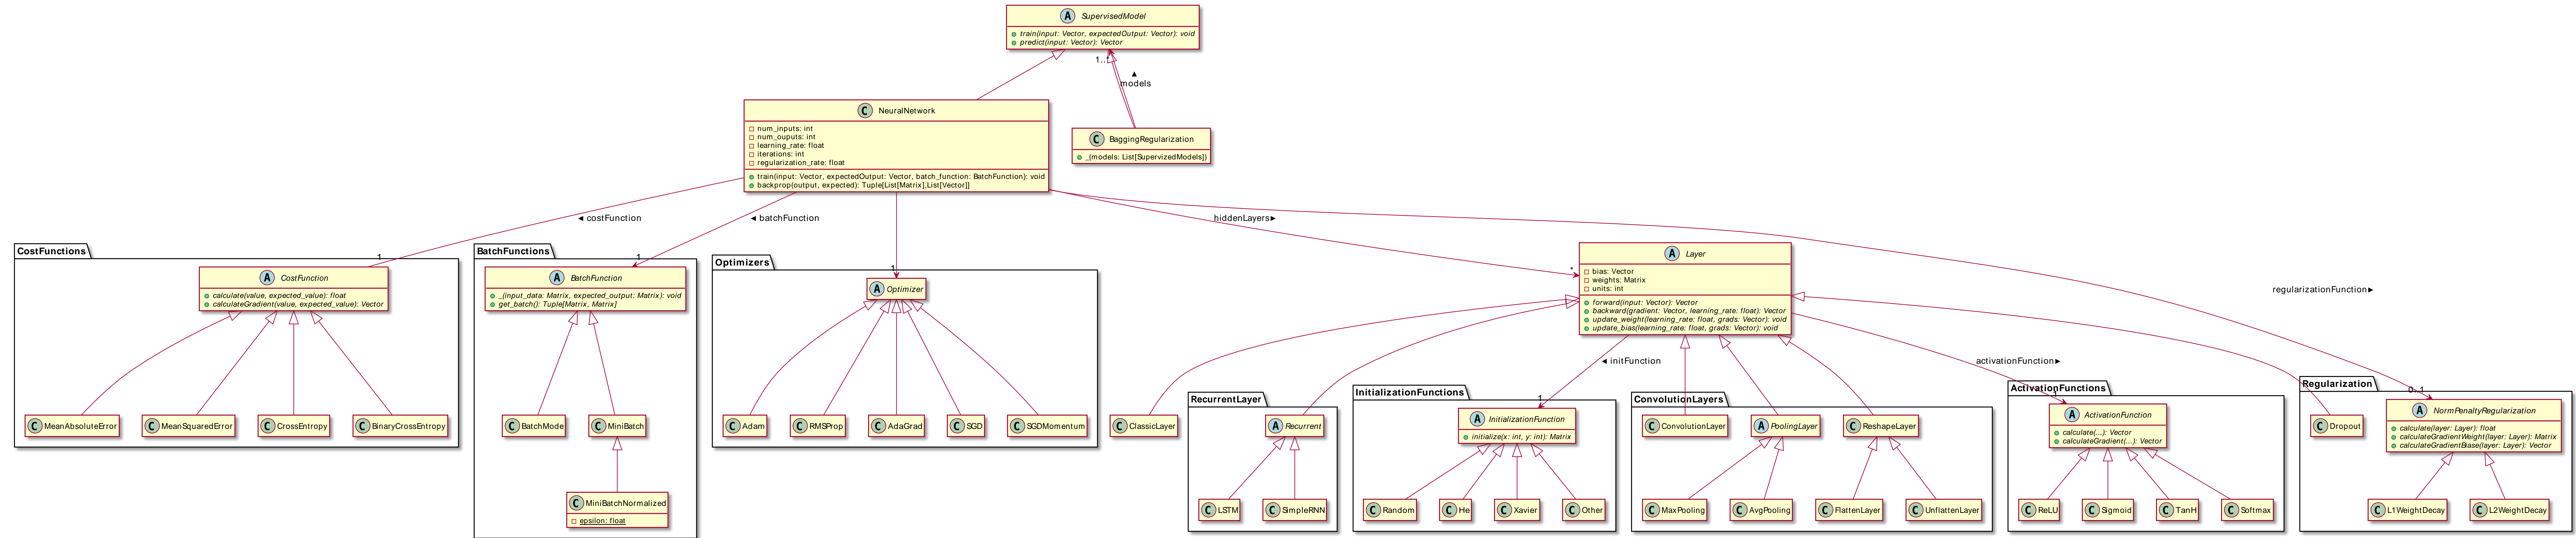 A SupervisedModel
train(input: Vector, expectedOutput: Vector): void
predict(input: Vector): Vector
1..*
models
C NeuralNetwork
num_inputs: int
num_ouputs: int
learning_rate: float
iterations: int
regularization_rate: float
train(input: Vector, expectedOutput: Vector, batch_function: BatchFunction): void
backprop(output, expected): Tuple[List[Matrix],List[Vector]]
C BaggingRegularization
_(models: List[SupervizedModels])
◄ costFunction
◄ batchFunction
hiddenLayers►
regularizationFunction►
CostFunctions
1
A CostFunction
calculate(value, expected_value): float
calculateGradient(value, expected_value): Vector
C MeanAbsoluteError
C MeanSquaredError
C CrossEntropy
C BinaryCrossEntropy
BatchFunctions
1
A BatchFunction
_(input_data: Matrix, expected_output: Matrix): void
get_batch(): Tuple[Matrix, Matrix]
C BatchMode
C MiniBatch
C MiniBatchNormalized
epsilon: float
Optimizers
1
A Optimizer
C Adam
C RMSProp
C AdaGrad
C SGD
C SGDMomentum
*
A Layer
bias: Vector
weights: Matrix
units: int
forward(input: Vector): Vector
backward(gradient: Vector, learning_rate: float): Vector
update_weight(learning_rate: float, grads: Vector): void
update_bias(learning_rate: float, grads: Vector): void
◄ initFunction
activationFunction►
C ClassicLayer
RecurrentLayer
A Recurrent
C LSTM
C SimpleRNN
InitializationFunctions
1
A InitializationFunction
initialize(x: int, y: int): Matrix
C Random
C He
C Xavier
C Other
ConvolutionLayers
C ConvolutionLayer
A PoolingLayer
C ReshapeLayer
C MaxPooling
C AvgPooling
C FlattenLayer
C UnflattenLayer
ActivationFunctions
1
A ActivationFunction
calculate(...): Vector
calculateGradient(...): Vector
C ReLU
C Sigmoid
C TanH
C Softmax
Regularization
0..1
C Dropout
A NormPenaltyRegularization
calculate(layer: Layer): float
calculateGradientWeight(layer: Layer): Matrix
calculateGradientBiase(layer: Layer): Vector
C L1WeightDecay
C L2WeightDecay